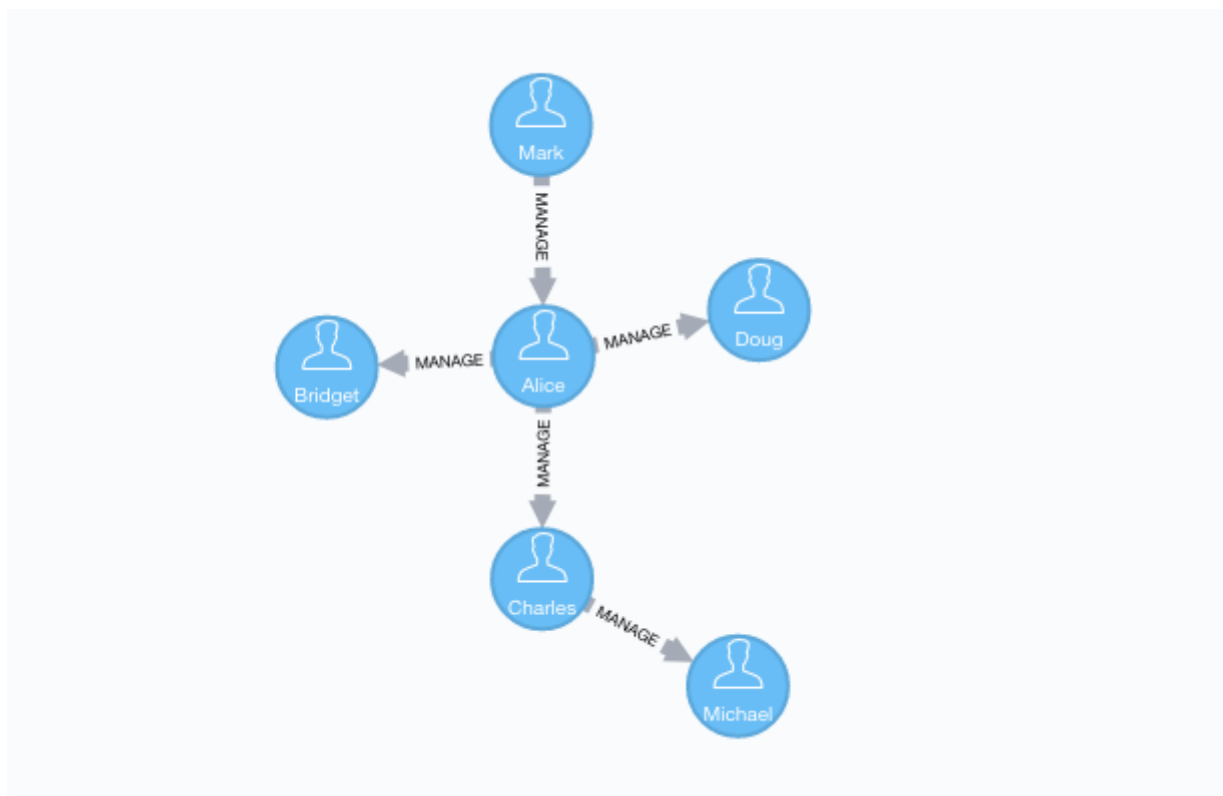 Mark
MANAGE
Doug
MANAGE
Alice
MANAGE
Bridget
MANAGE
Charles
MANAGE
Michael